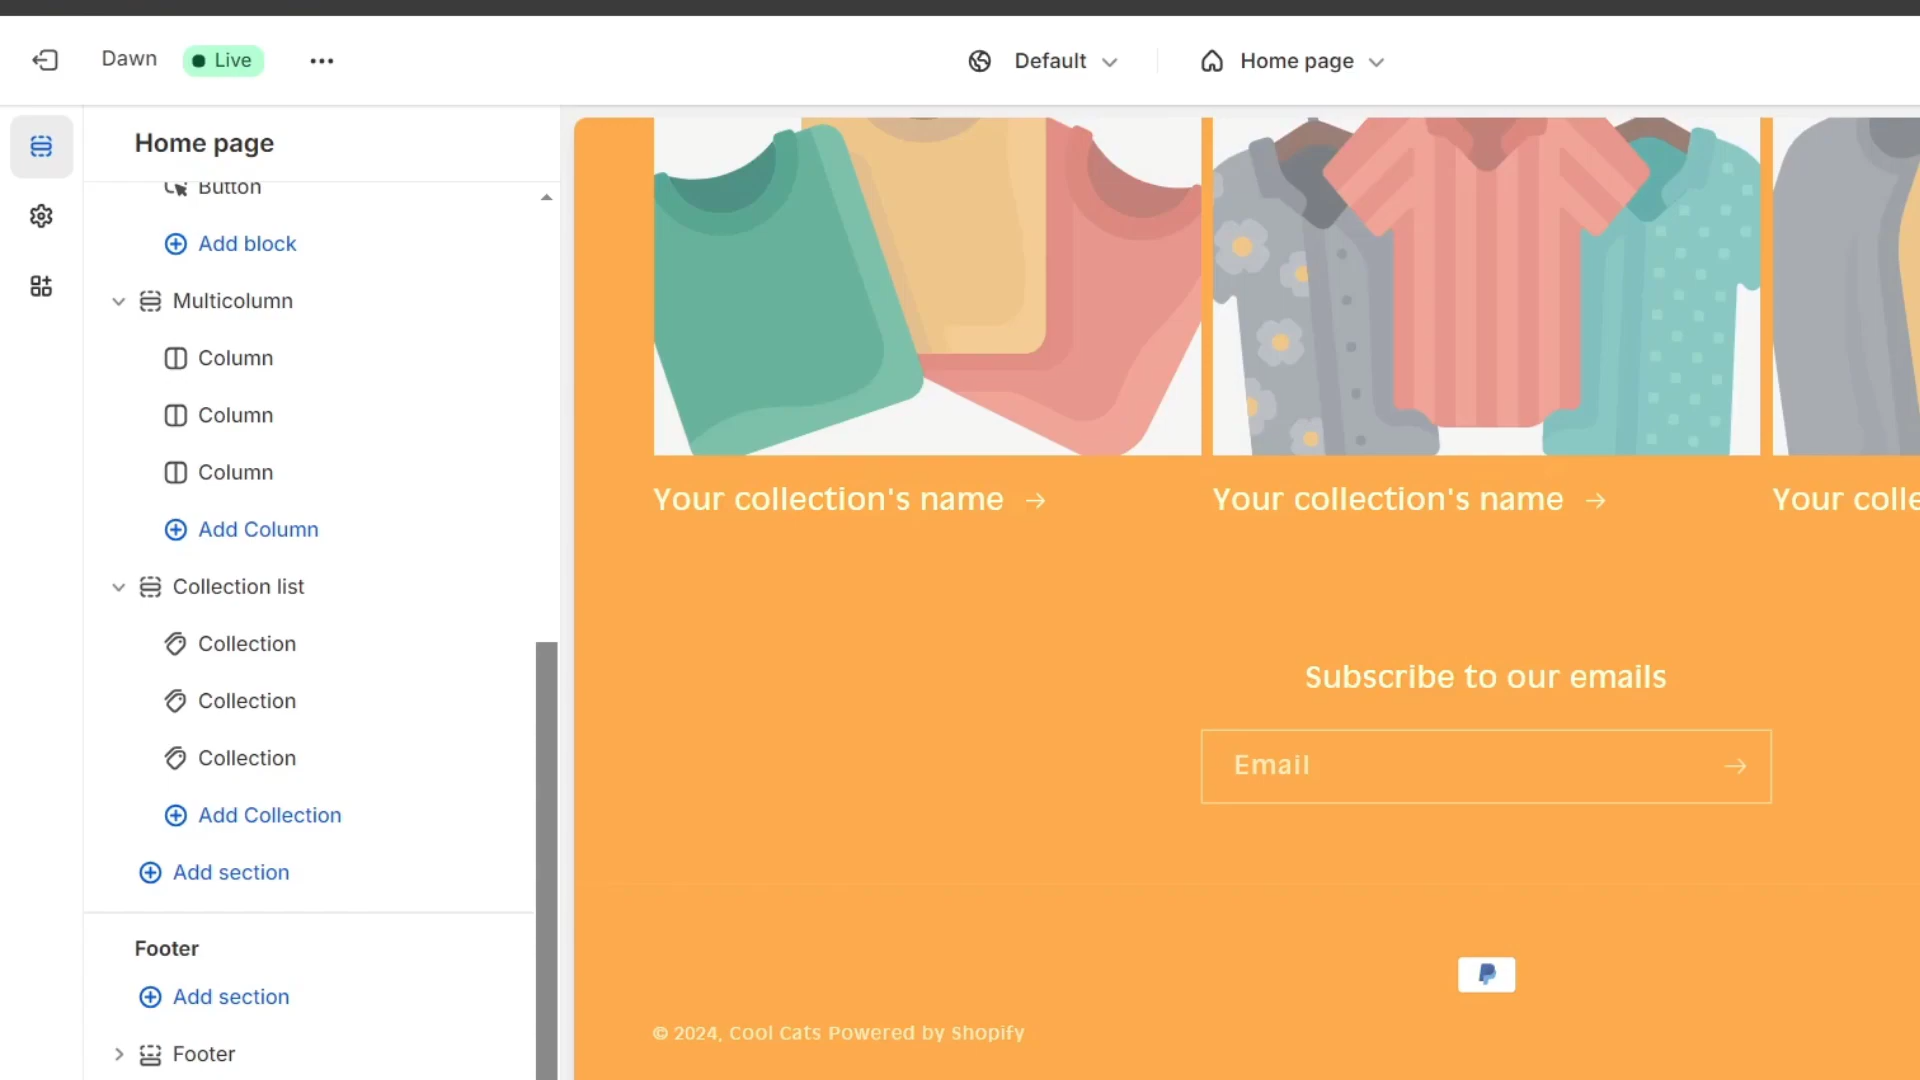 Dawn
Live
Default
Home page
Home page
Button
Add block
Multicolumn
Column
Column
Column
Add Column
Collection list
Collection
Collection
Collection
Add Collection
Add section
Footer
Add section
Footer
Your collection's name →
Your collection's name →
Your colle
Subscribe to our emails
Email
© 2024, Cool Cats Powered by Shopify